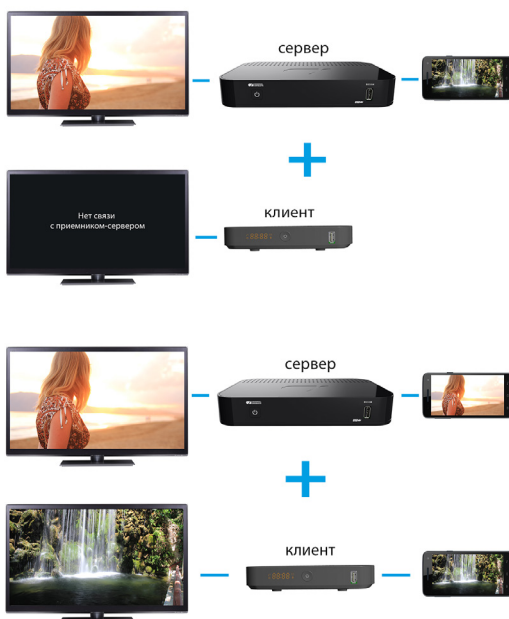 сервер
клиент
Нет связи
с приемником-сервером
сервер
клиент